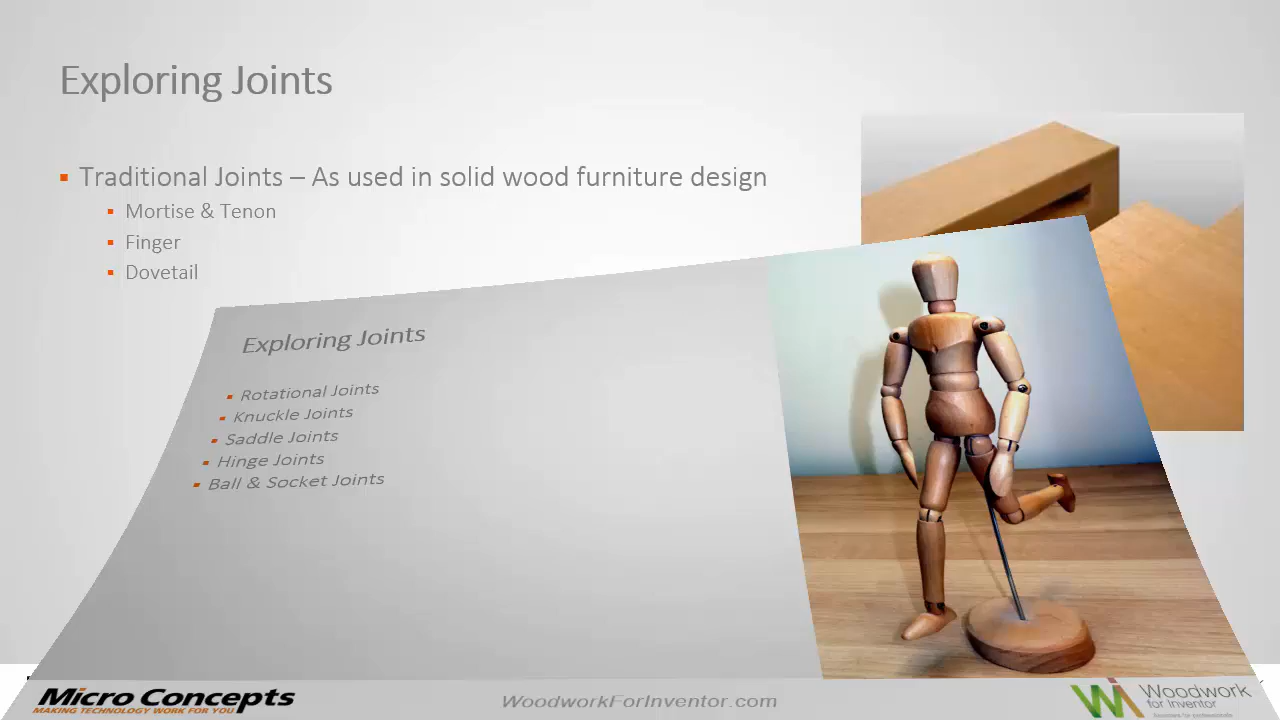 Exploring Joints
Traditional Joints – As used in solid wood furniture design
Mortise & Tenon
Finger
Dovetail
Exploring Joints
Rotational Joints
Knuckle Joints
Saddle Joints
Hinge Joints
Ball & Socket Joints
Micro Concepts
MAKING TECHNOLOGY WORK FOR YOU
WoodworkForInventor.com
Woodwork
for Inventor